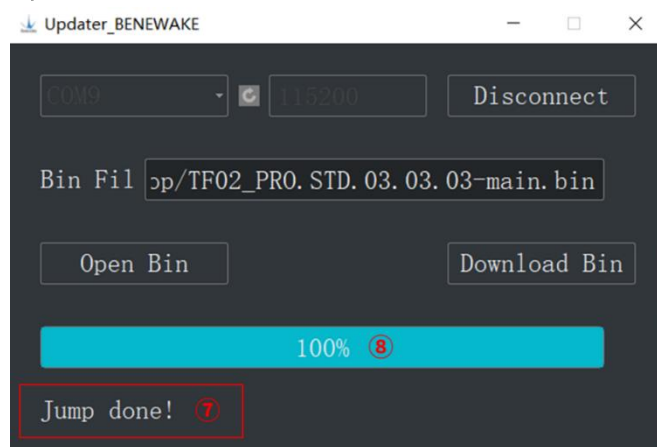 Updater_BENEWAKE
COM9 115200 Disconnect
Bin Fil op/TF02_PRO.STD.03.03.03-main.bin
Open Bin Download Bin
100% ⑧
Jump done! ⑦